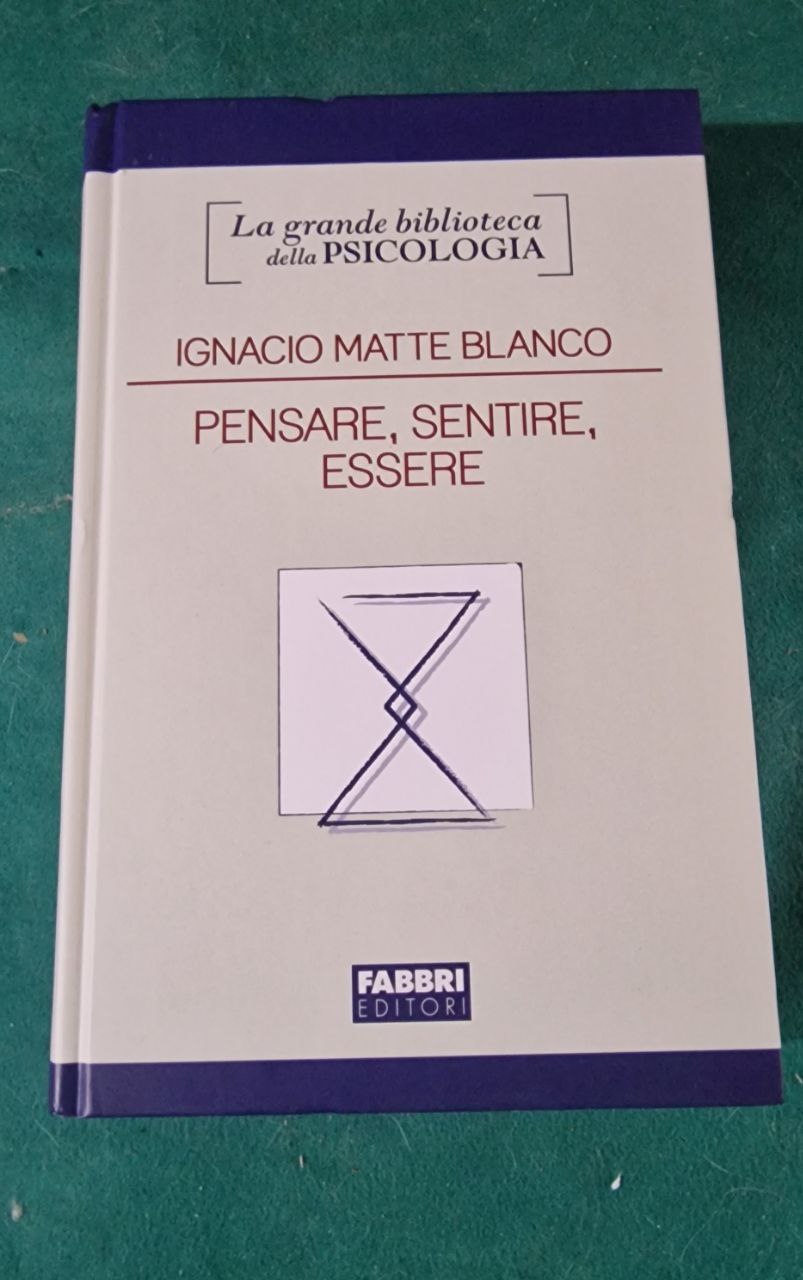 La grande biblioteca
della PSICOLOGIA
IGNACIO MATTE BLANCO
PENSARE, SENTIRE,
ESSERE
FABBRI
EDITORI